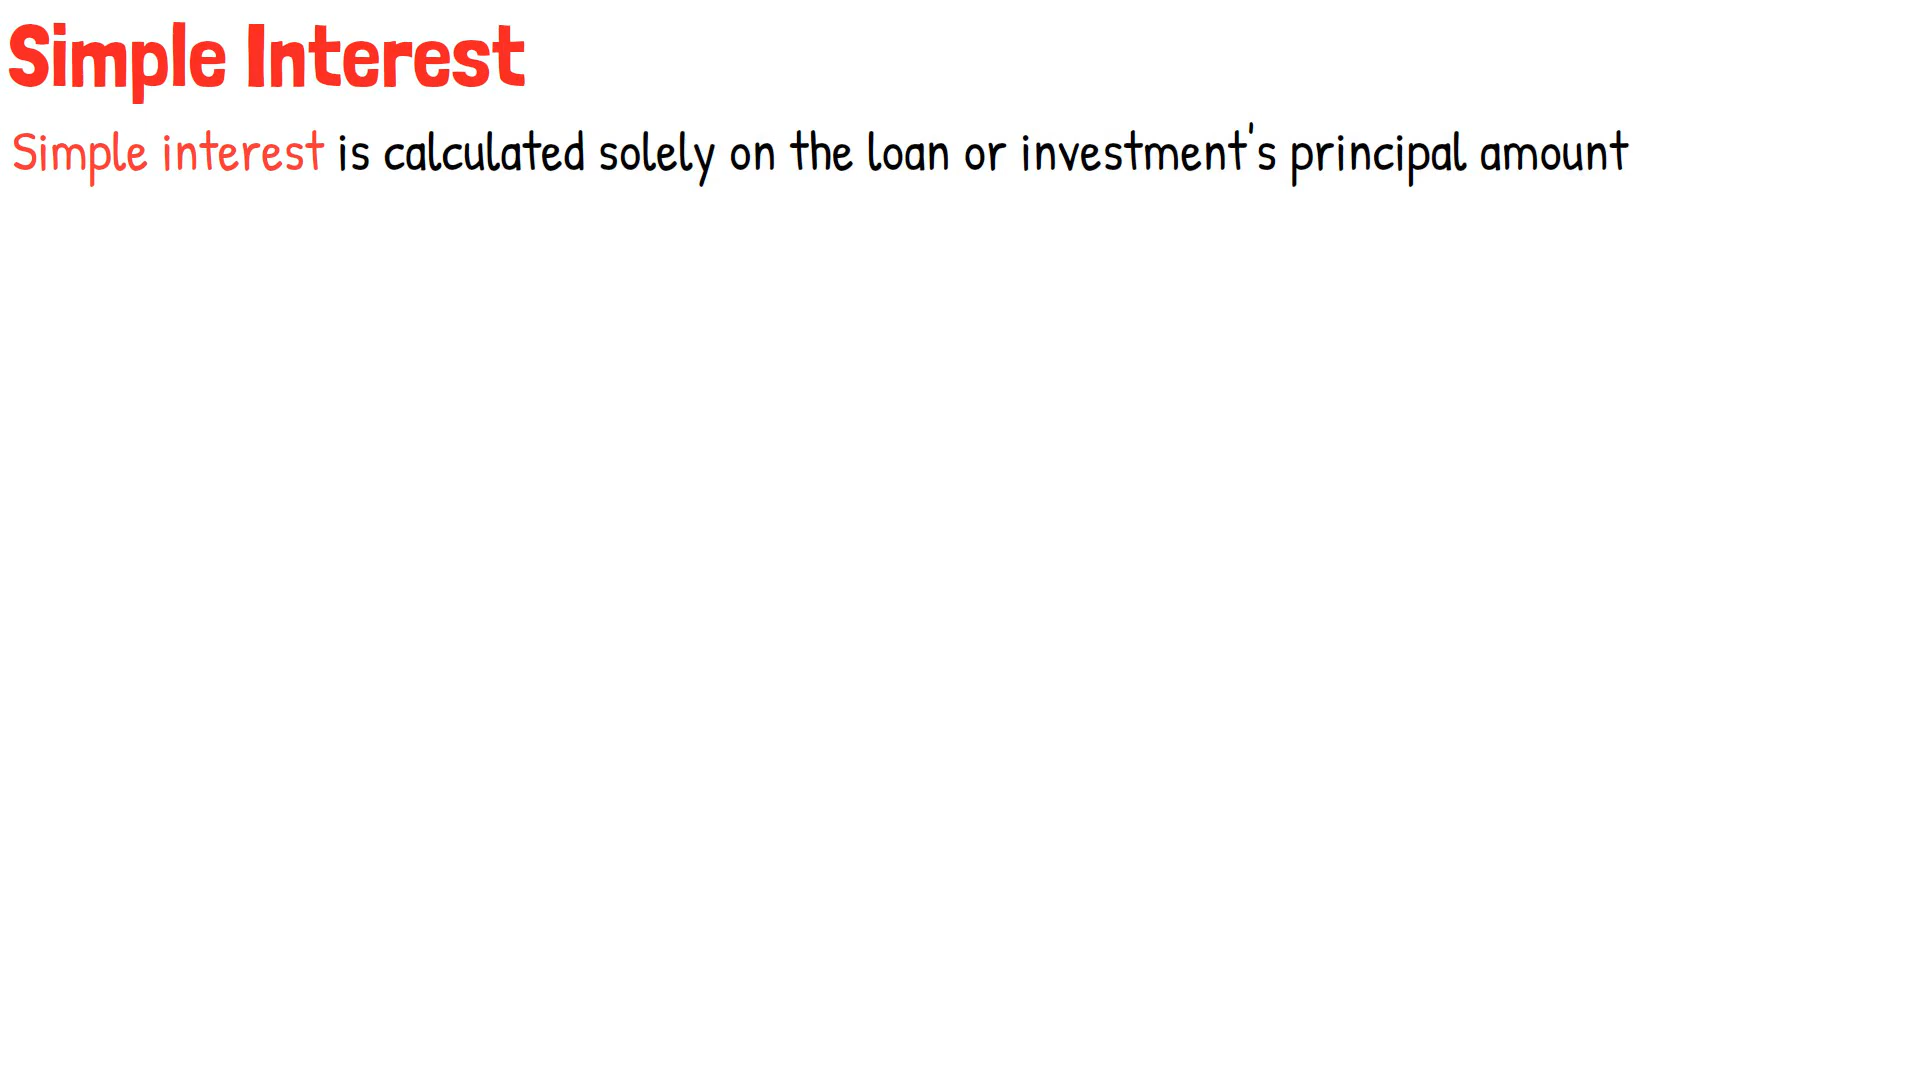 Simple Interest
Simple interest is calculated solely on the loan or investment's principal amount